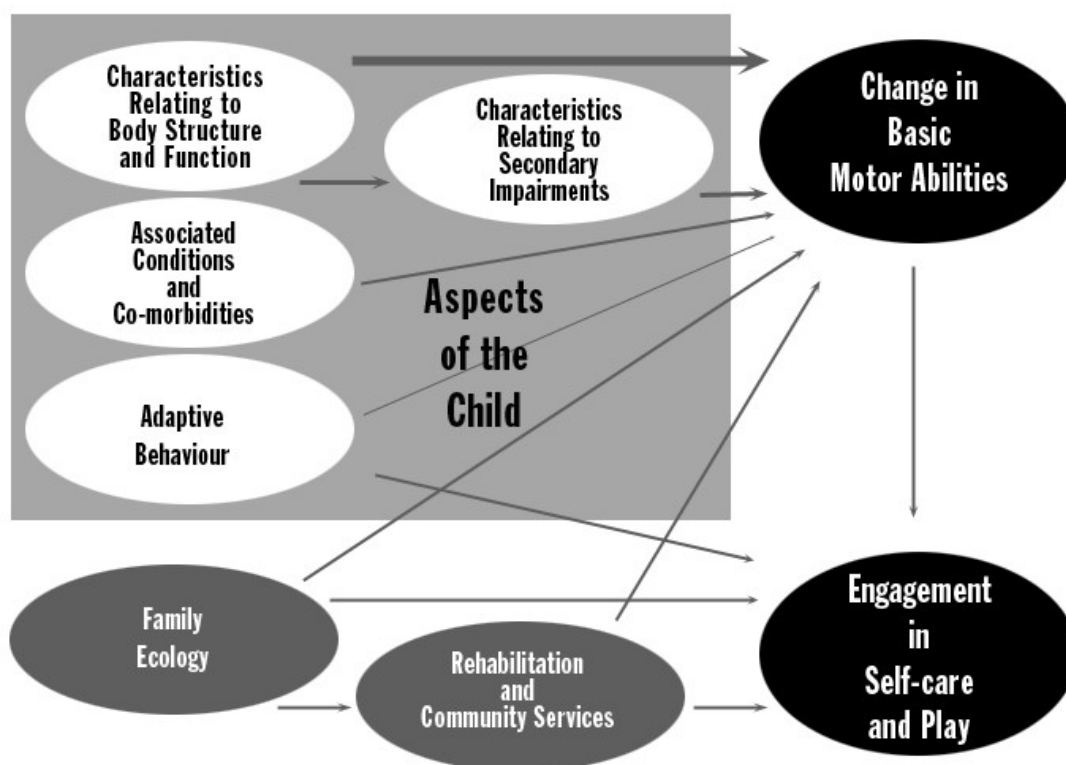 Characteristics
Relating to
Body Structure
and Function
Characteristics
Relating to
Secondary
Impairments
Change in
Basic
Motor Abilities
Associated
Conditions
and
Co-morbidities
Aspects
of the
Child
Adaptive
Behaviour
Family
Ecology
Rehabilitation
and
Community Services
Engagement
in
Self-care
and Play